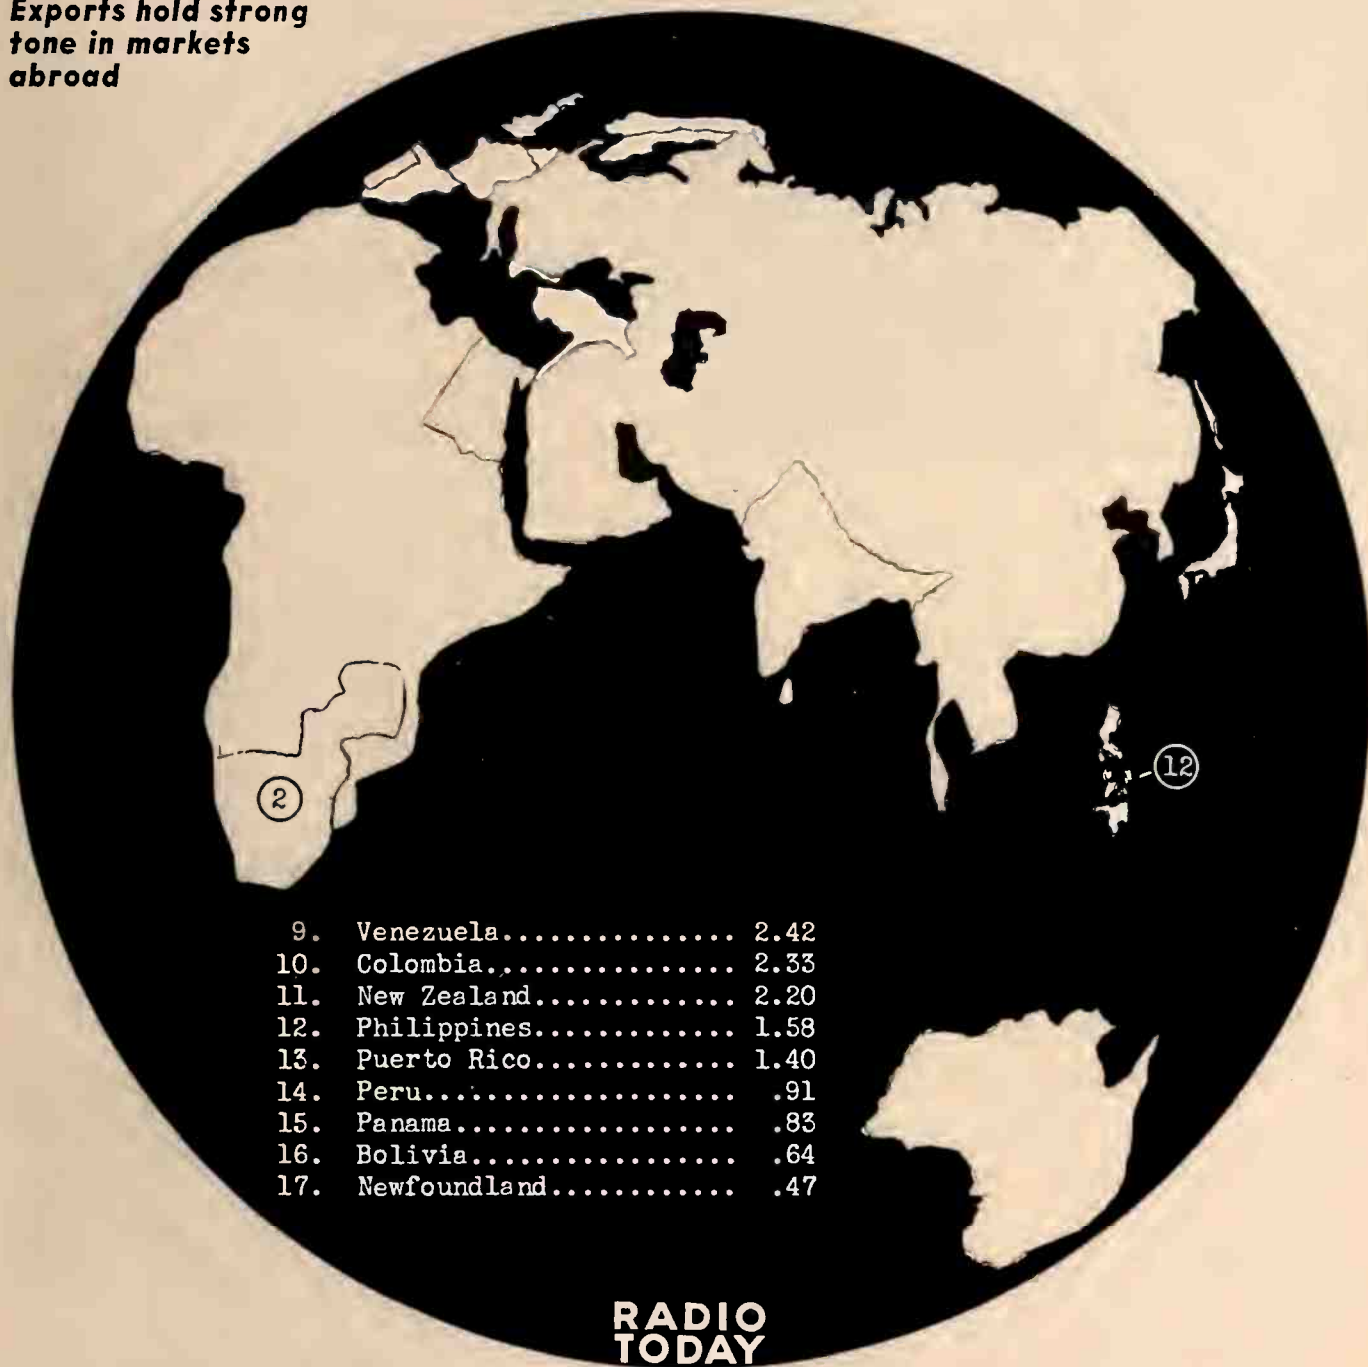 Exports hold strong
tone in markets
abroad
2
12
9. Venezuela............... 2.42
10. Colombia................ 2.33
11. New Zealand............. 2.20
12. Philippines............. 1.58
13. Puerto Rico............. 1.40
14. Peru.................... .91
15. Panama.................. .83
16. Bolivia................. .64
17. Newfoundland............ .47
RADIO
TODAY